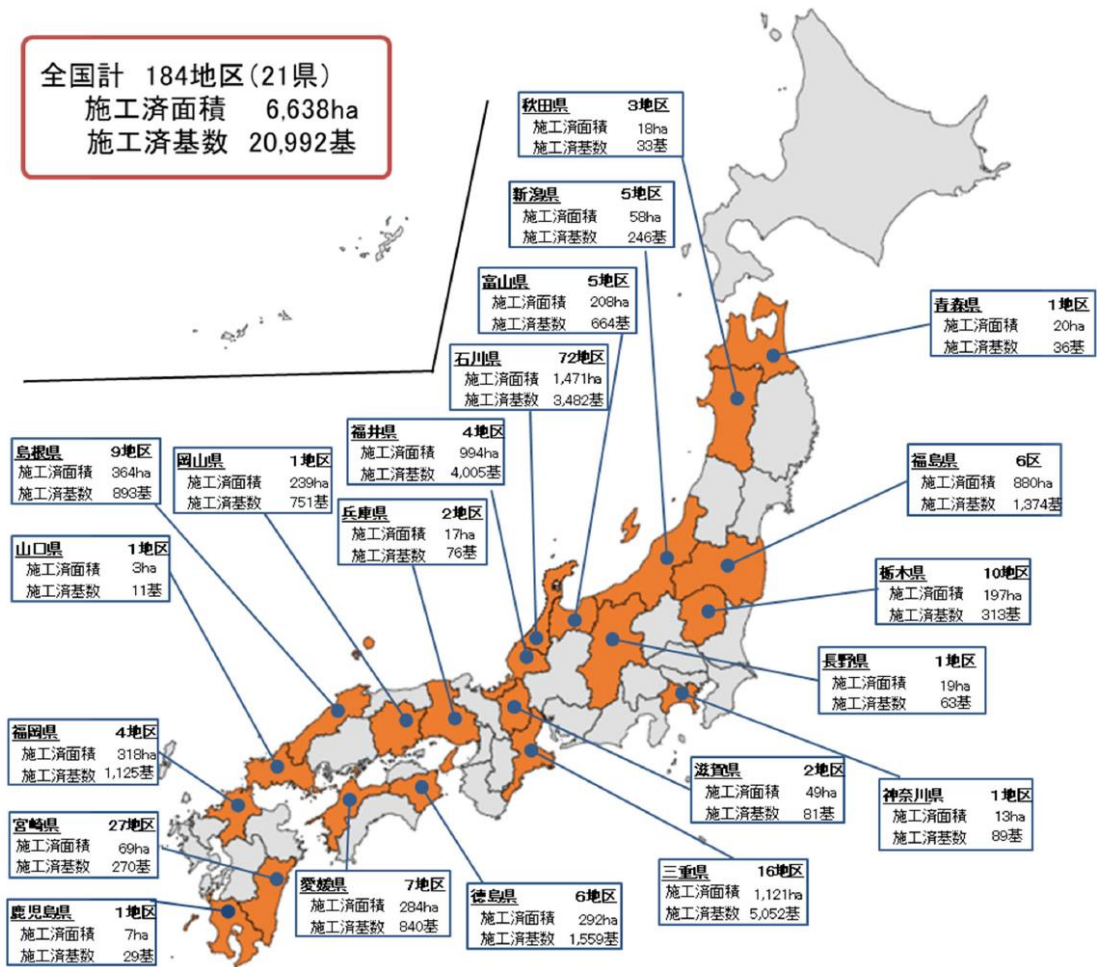 全国計 184地区(21県)
施工済面積 6,638ha
施工済基数 20,992基
秋田県 3地区
施工済面積 18ha
施工済基数 33基
新潟県 5地区
施工済面積 58ha
施工済基数 246基
富山県 5地区
施工済面積 208ha
施工済基数 664基
青森県 1地区
施工済面積 20ha
施工済基数 36基
石川県 72地区
施工済面積 1,471ha
施工済基数 3,482基
福井県 4地区
施工済面積 994ha
施工済基数 4,005基
島根県 9地区
施工済面積 364ha
施工済基数 893基
岡山県 1地区
施工済面積 239ha
施工済基数 751基
福島県 6区
施工済面積 880ha
施工済基数 1,374基
兵庫県 2地区
施工済面積 17ha
施工済基数 76基
山口県 1地区
施工済面積 3ha
施工済基数 11基
栃木県 10地区
施工済面積 197ha
施工済基数 313基
長野県 1地区
施工済面積 19ha
施工済基数 63基
福岡県 4地区
施工済面積 318ha
施工済基数 1,125基
滋賀県 2地区
施工済面積 49ha
施工済基数 81基
神奈川県 1地区
施工済面積 13ha
施工済基数 89基
宮崎県 27地区
施工済面積 69ha
施工済基数 270基
三重県 16地区
施工済面積 1,121ha
施工済基数 5,052基
愛媛県 7地区
施工済面積 284ha
施工済基数 840基
徳島県 6地区
施工済面積 292ha
施工済基数 1,559基
鹿児島県 1地区
施工済面積 7ha
施工済基数 29基